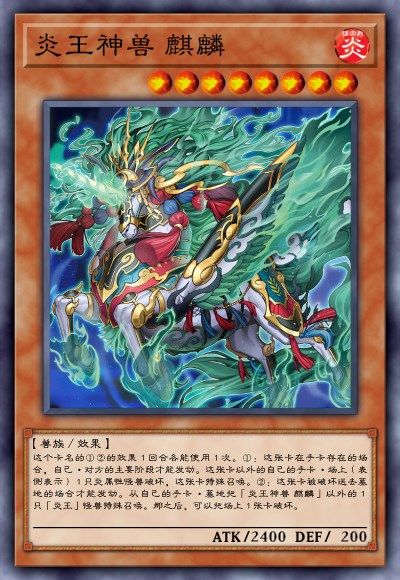 炎王神兽 麒麟
ほのお
炎
【兽族/效果】
这个卡名的①②的效果1回合各能使用1次。①：这张卡在手卡存在的场
合，自己·对方的主要阶段才能发动。这张卡以外的自己的手卡·场上（表
侧表示）1只炎属性怪兽破坏，这张卡特殊召唤。②：这张卡被破坏送去墓
地的场合才能发动。从自己的手卡·墓地把「炎王神兽 麒麟」以外的1
只「炎王」怪兽特殊召唤。那之后，可以把场上1张卡破坏。
ATK/2400 DEF/ 200